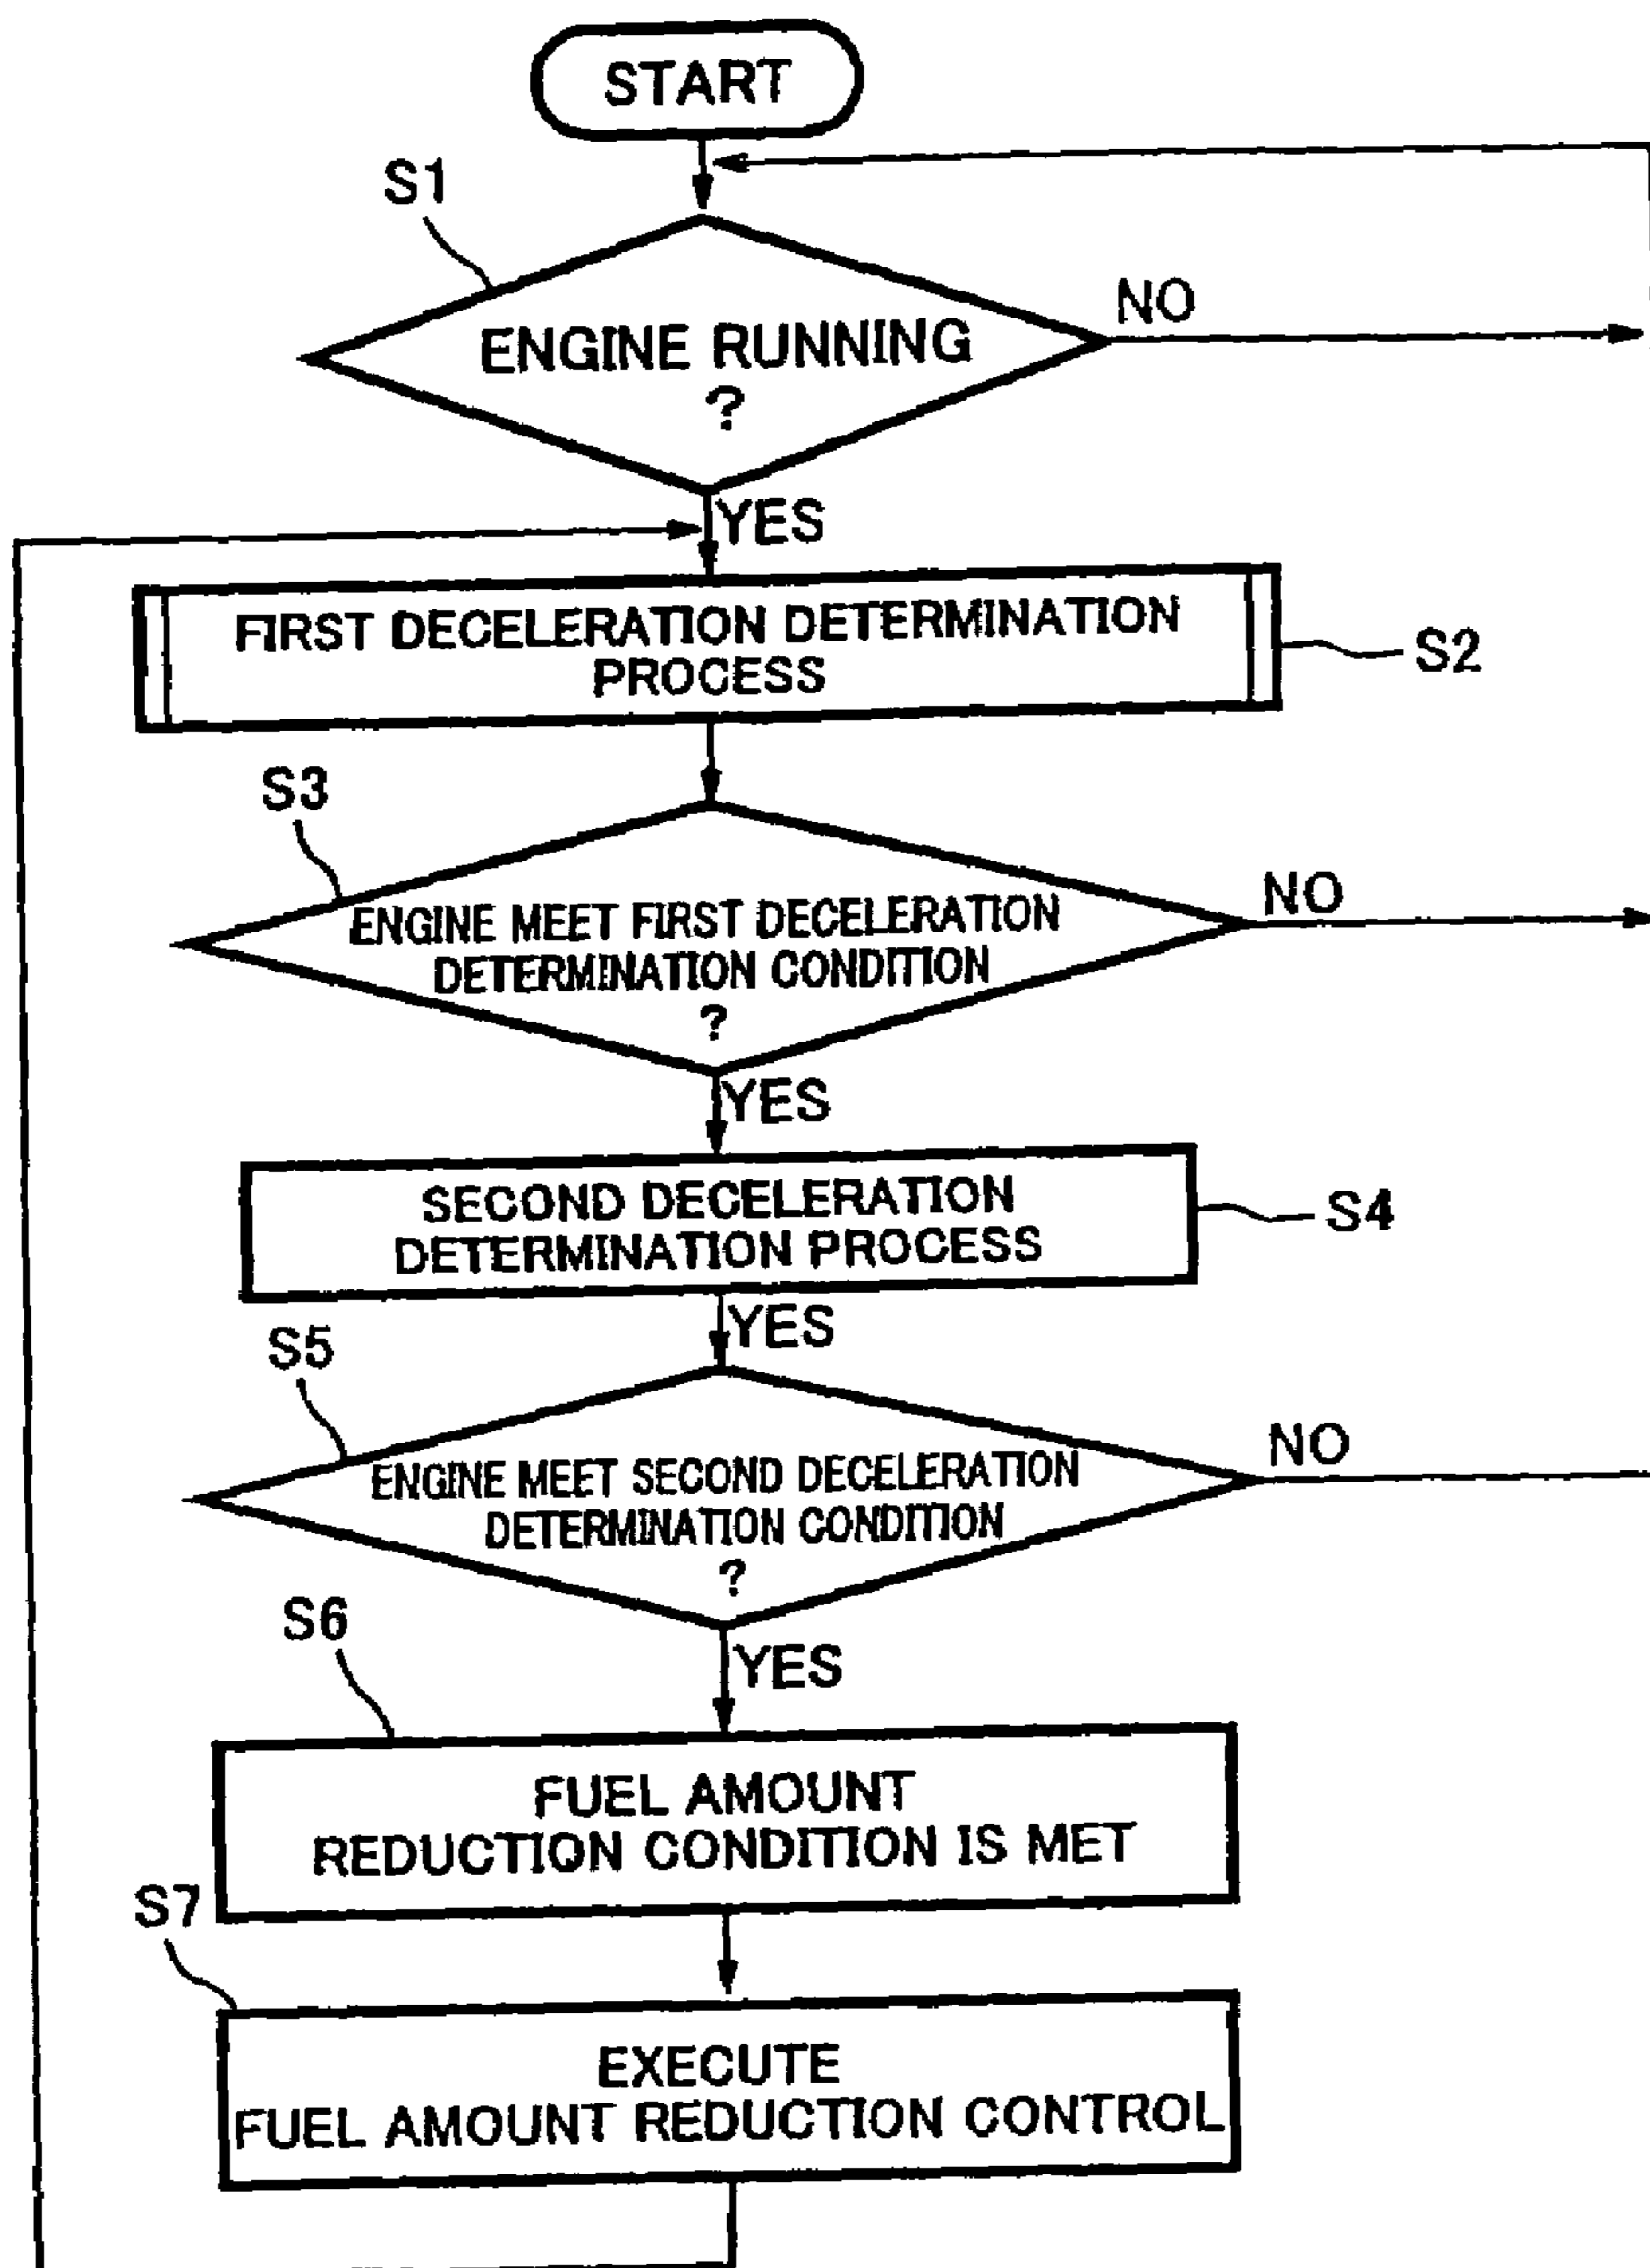 START
S1
ENGINE RUNNING
?
NO
YES
FIRST DECELERATION DETERMINATION
PROCESS
S2
S3
ENGINE MEET FIRST DECELERATION
DETERMINATION CONDITION
?
NO
YES
SECOND DECELERATION
DETERMINATION PROCESS
S4
YES
S5
ENGINE MEET SECOND DECELERATION
DETERMINATION CONDITION
?
NO
S6
YES
FUEL AMOUNT
REDUCTION CONDITION IS MET
S7
EXECUTE
FUEL AMOUNT REDUCTION CONTROL